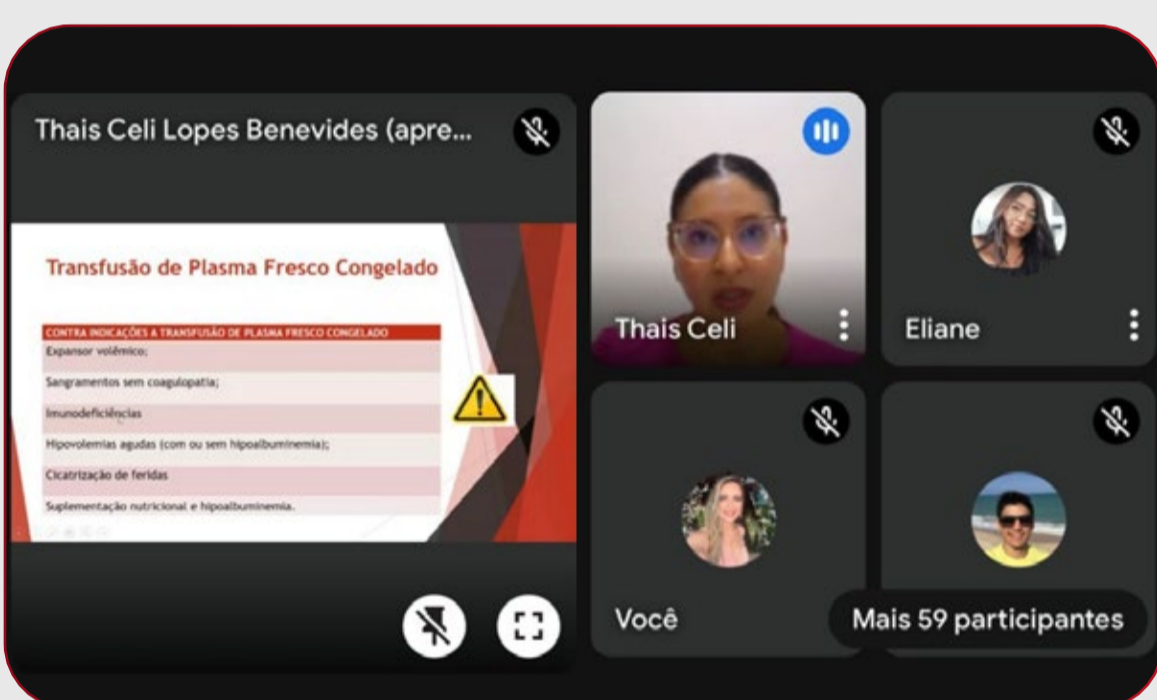 Thais Celi Lopes Benevides (apre...
Transfusão de Plasma Fresco Congelado
CONTRA INDICAÇÕES A TRANSFUSÃO DE PLASMA FRESCO CONGELADO
Expansor volêmico;
Sangramentos sem coagulopatia;
Imunodeficiências
Hipovolemias agudas (com ou sem hipoalbuminemia);
Cicatrização de feridas
Suplementação nutricional e hipoalbuminemia.
Thais Celi
Eliane
Você
Mais 59 participantes